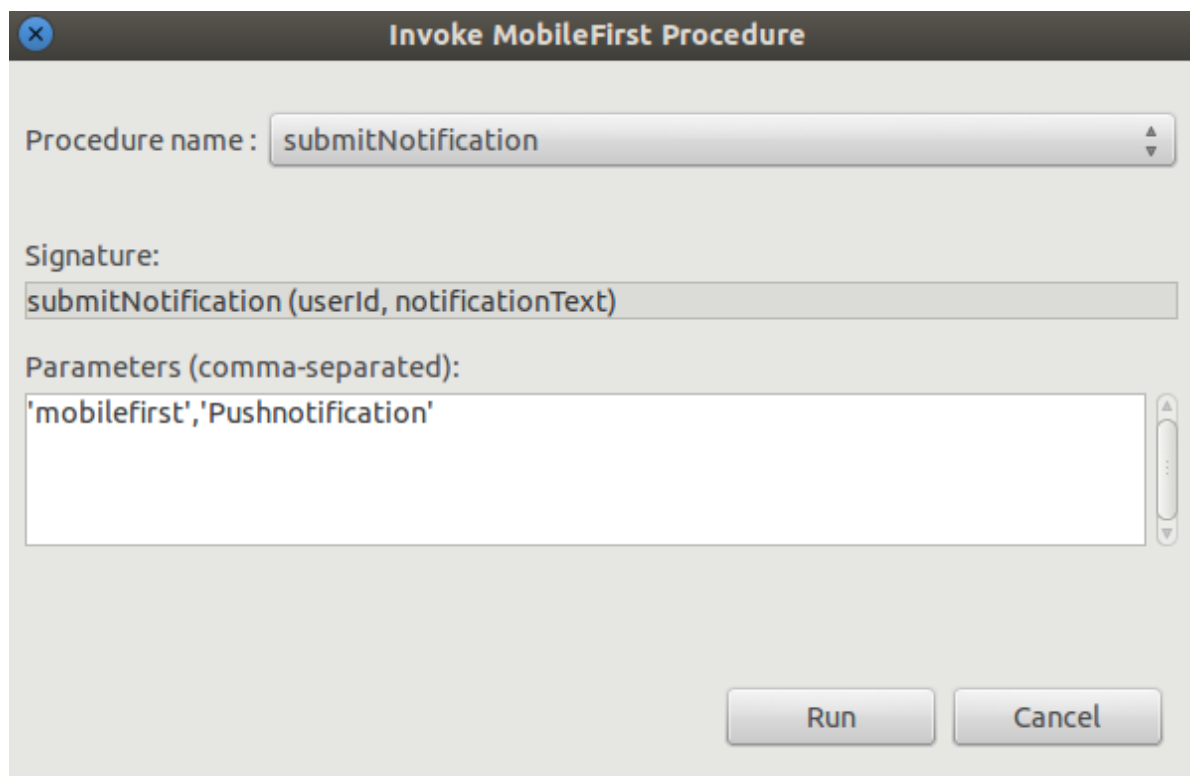 Invoke MobileFirst Procedure
Procedure name : submitNotification
Signature:
submitNotification (userId, notificationText)
Parameters (comma-separated):
'mobilefirst','Pushnotification'
Run Cancel